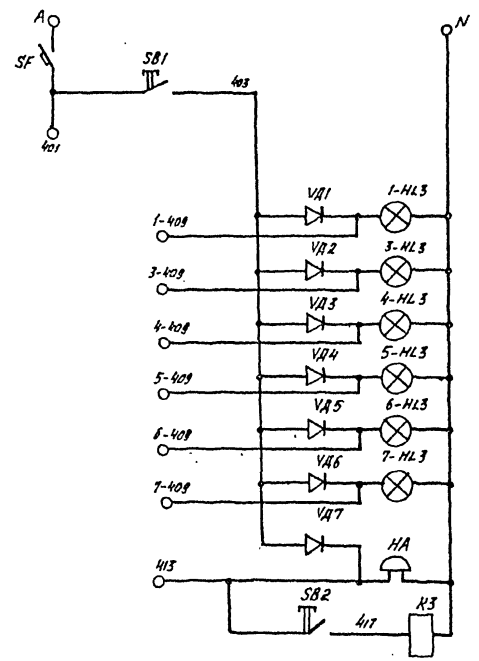 A
N
SF
SB1
403
401
VД1
1-HL3
1-409
VД2
3-HL3
3-409
VД3
4-HL3
4-409
VД4
5-HL3
5-409
VД5
6-HL3
6-409
VД6
7-HL3
7-409
VД7
HA
413
SB2
417
K3